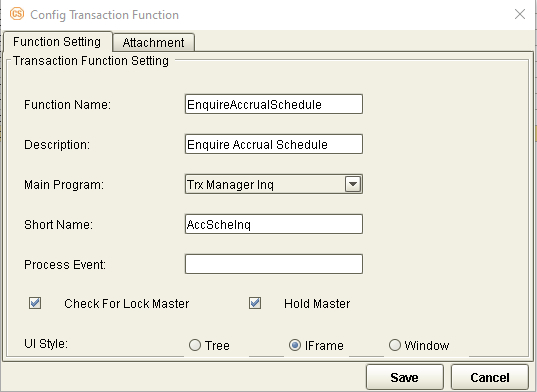 CS Config Transaction Function
Function Setting Attachment
Transaction Function Setting
Function Name: EnquireAccrualSchedule
Description: Enquire Accrual Schedule
Main Program: Trx Manager Inq
Short Name: AccScheInq
Process Event:
Check For Lock Master Hold Master
UI Style: Tree IFrame Window
Save Cancel